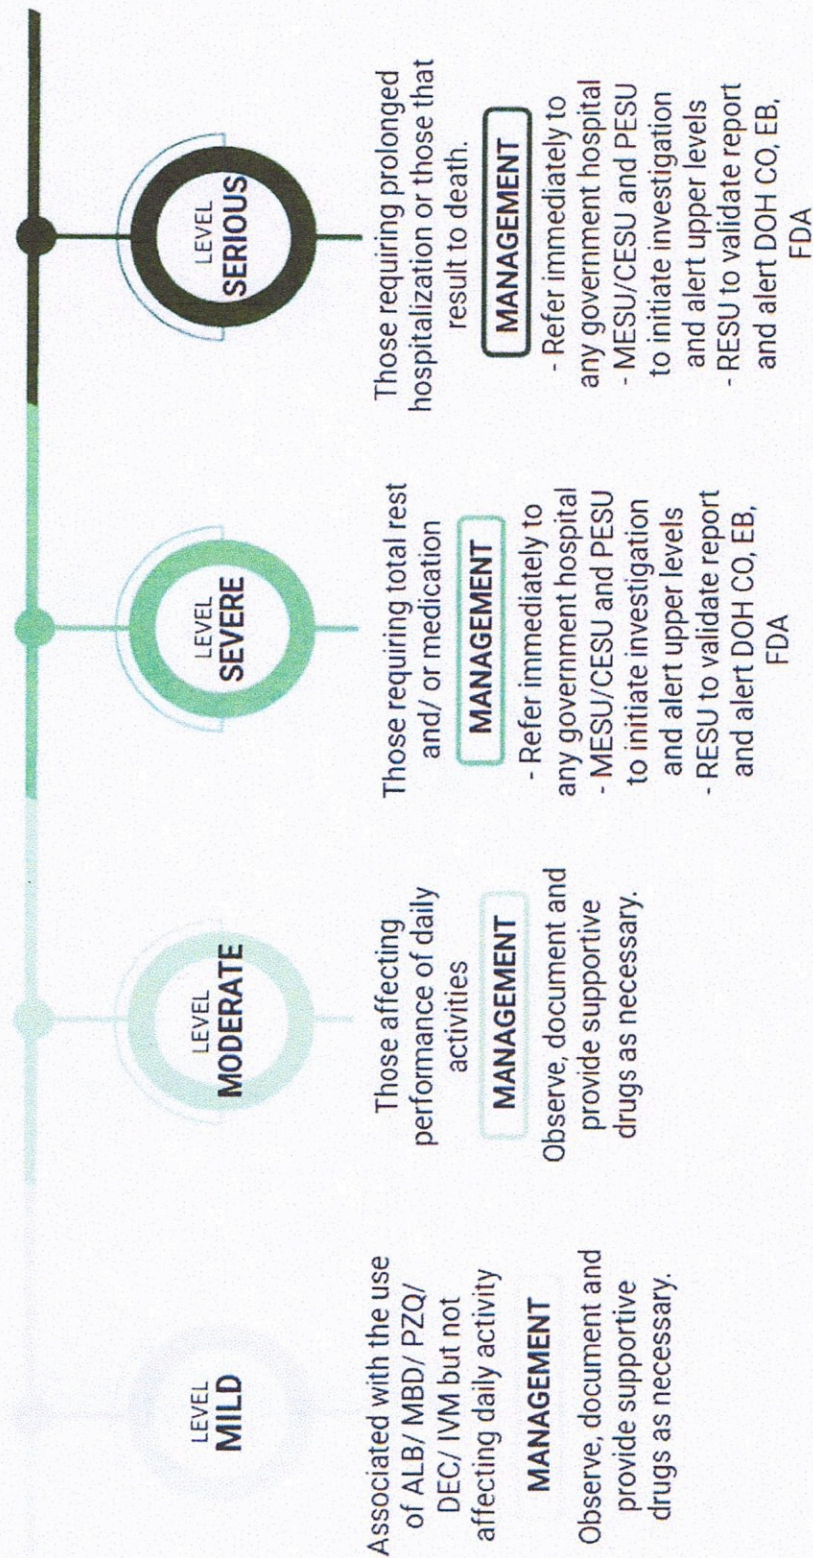 LEVEL
MILD
Associated with the use
of ALB/ MBD/ PZQ/
DEC/ IVM but not
affecting daily activity
MANAGEMENT
Observe, document and
provide supportive
drugs as necessary.
LEVEL
MODERATE
Those affecting
performance of daily
activities
MANAGEMENT
Observe, document and
provide supportive
drugs as necessary.
LEVEL
SEVERE
Those requiring total rest
and/ or medication
MANAGEMENT
- Refer immediately to
any government hospital
- MESU/CESU and PESU
to initiate investigation
and alert upper levels
- RESU to validate report
and alert DOH CO, EB,
FDA
LEVEL
SERIOUS
Those requiring prolonged
hospitalization or those that
result to death.
MANAGEMENT
- Refer immediately to
any government hospital
- MESU/CESU and PESU
to initiate investigation
and alert upper levels
- RESU to validate report
and alert DOH CO, EB,
FDA